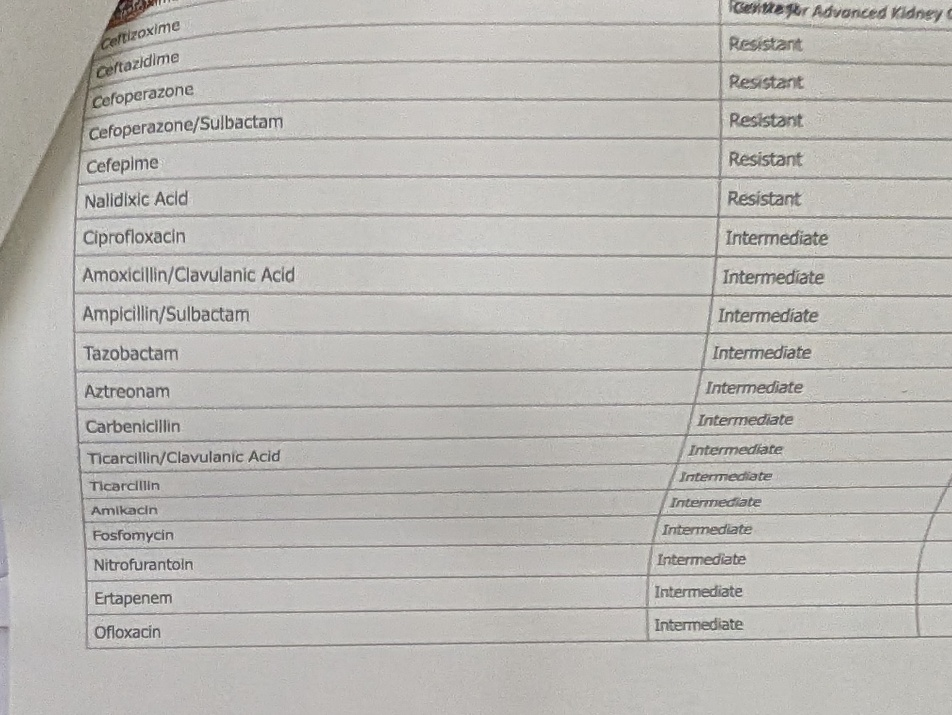 Ceftizoxime
for Advanced Kidney
Ceftazidime Resistant
Cefoperazone Resistant
Cefoperazone/Sulbactam Resistant
Cefepime Resistant
Nalidixic Acid Resistant
Ciprofloxacin Intermediate
Amoxicillin/Clavulanic Acid Intermediate
Ampicillin/Sulbactam Intermediate
Tazobactam Intermediate
Aztreonam Intermediate
Carbenicillin Intermediate
Ticarcillin/Clavulanic Acid Intermediate
Ticarcillin Intermediate
Amikacin Intermediate
Fosfomycin Intermediate
Nitrofurantoin Intermediate
Ertapenem Intermediate
Ofloxacin Intermediate